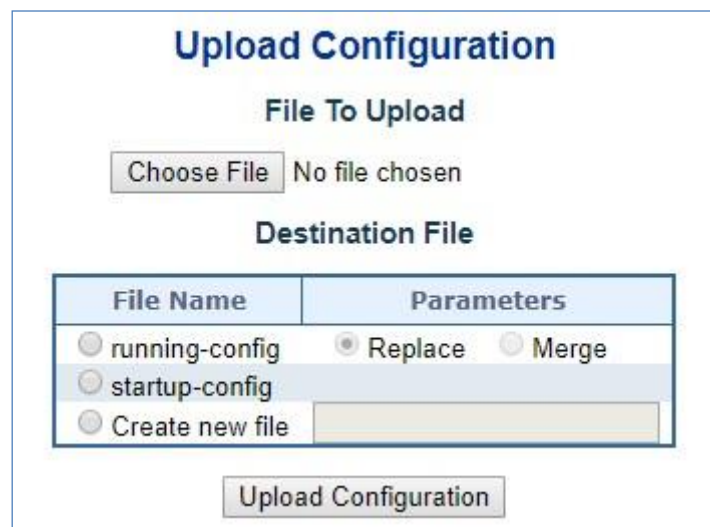 Upload Configuration
File To Upload
Choose File No file chosen
Destination File
File Name Parameters
running-config Replace Merge
startup-config
Create new file
Upload Configuration